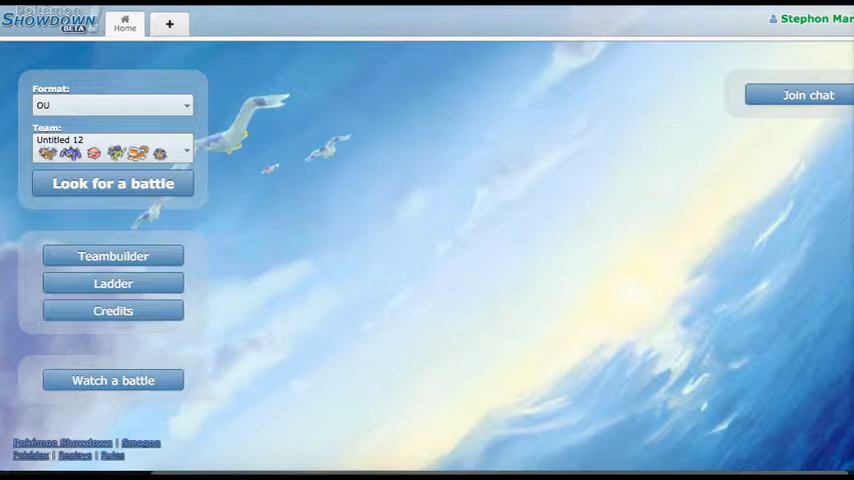 Pokémon
SHOWDOWN!
BETA
Home
+
Stephon Mar
Format:
OU
Team:
Untitled 12
Look for a battle
Join chat
Teambuilder
Ladder
Credits
Watch a battle
Pokémon Showdown | Smogon
Pokédex | Replays | Rules